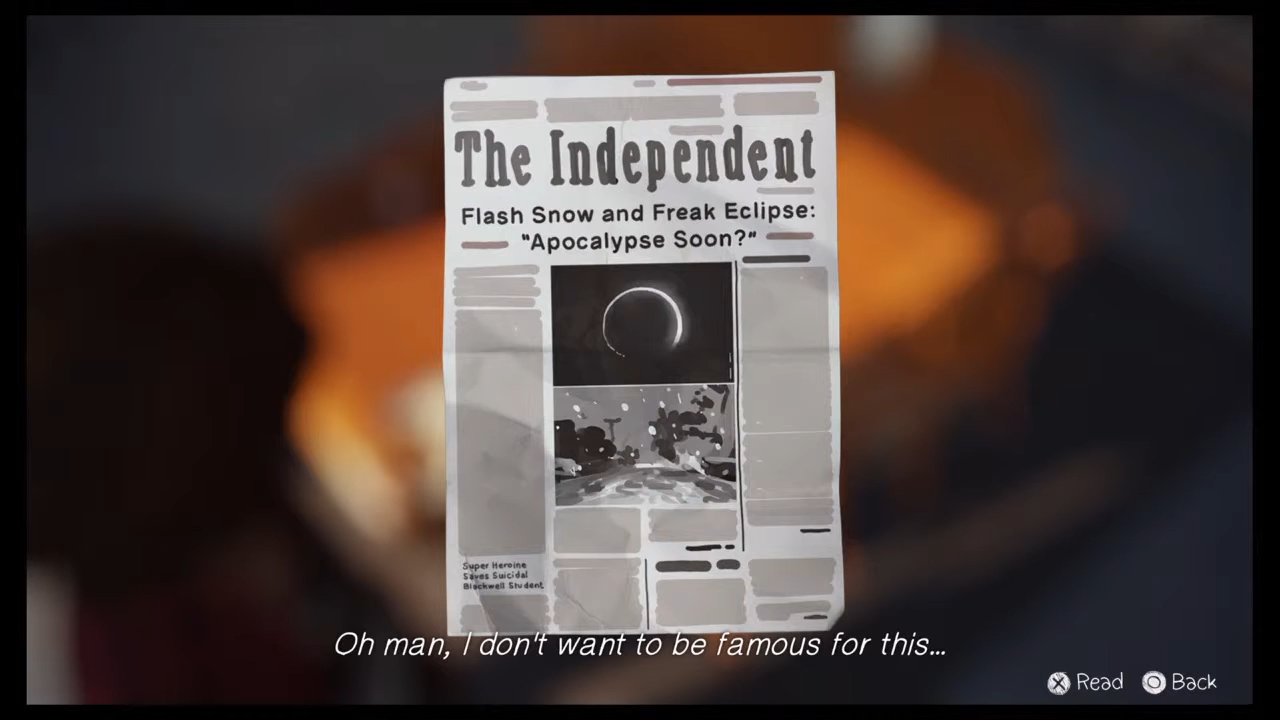 The Independent
Flash Snow and Freak Eclipse:
"Apocalypse Soon?"
Super Heroine
Saves Suicidal
Blackwell Student
Oh man, I don't want to be famous for this...
Read
Back